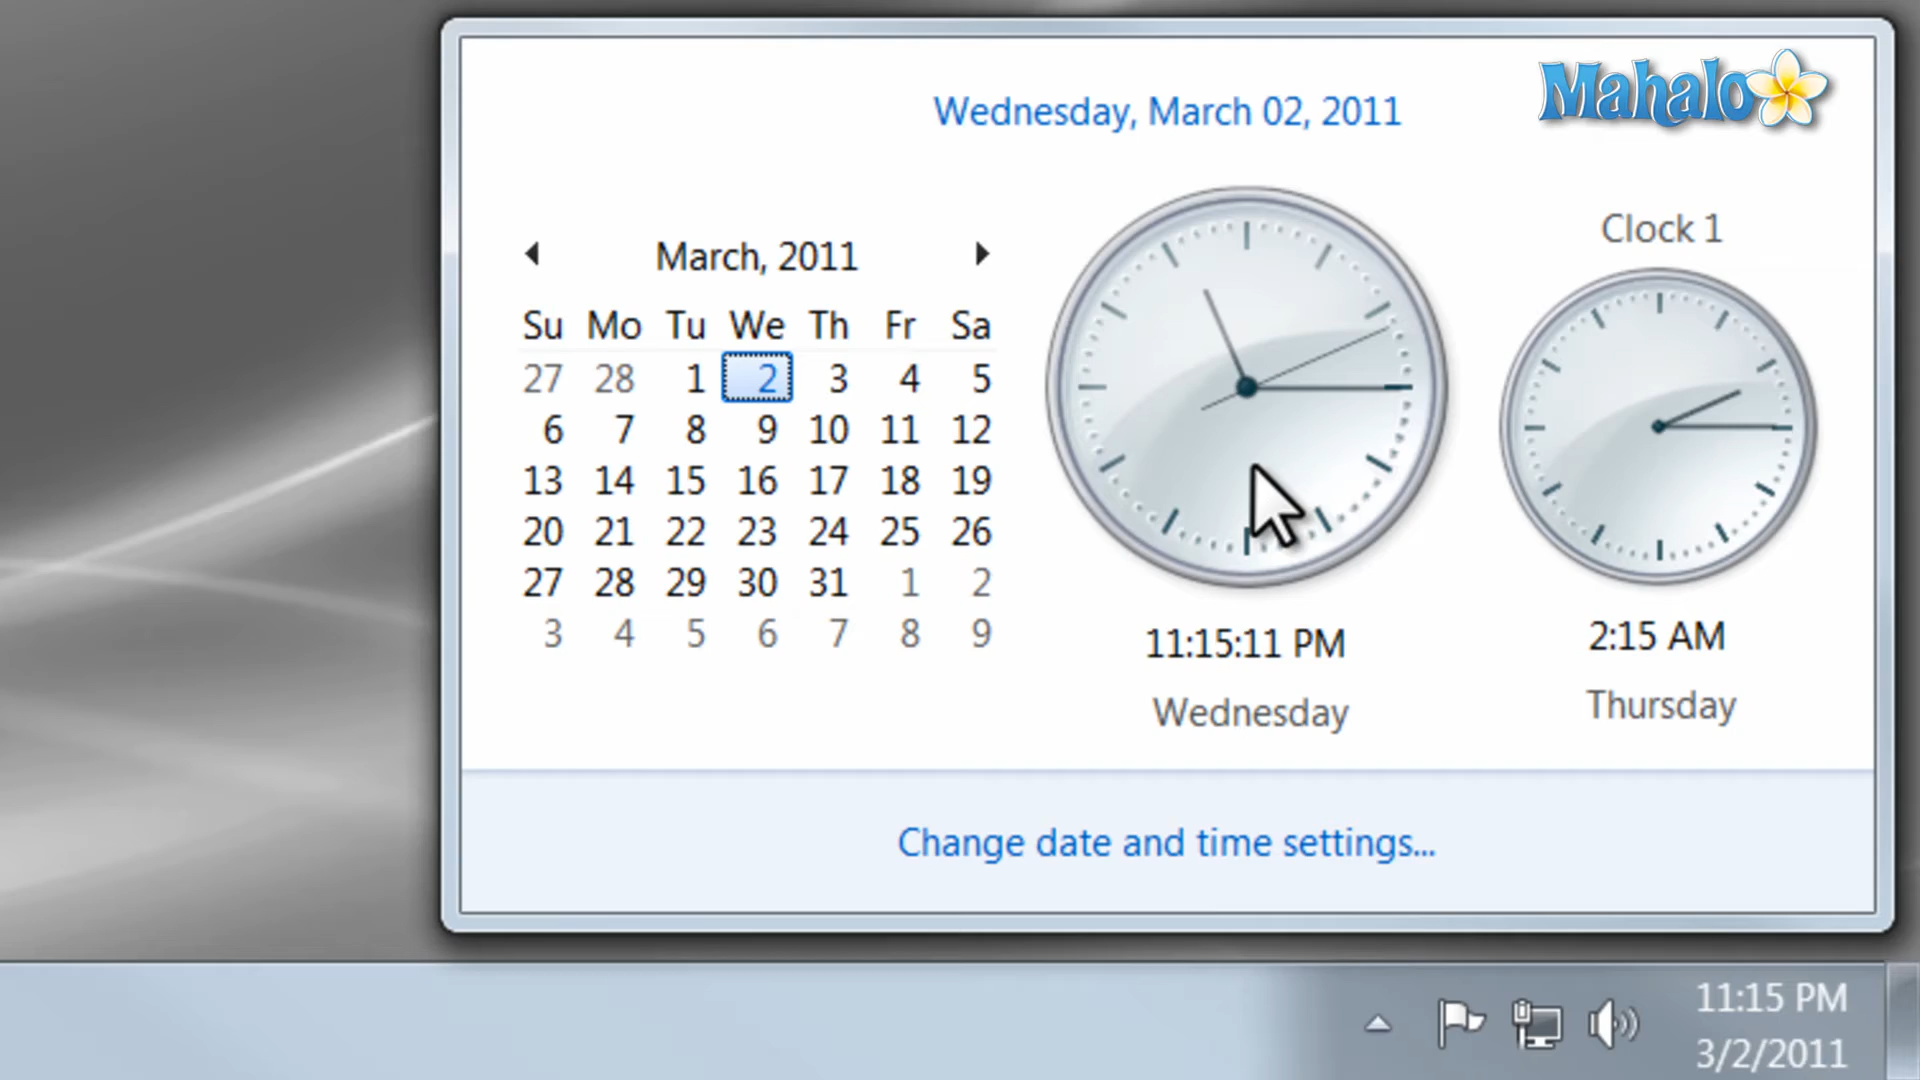 Mahalo
Wednesday, March 02, 2011
March, 2011
Su Mo Tu We Th Fr Sa
27 28 1 2 3 4 5
6 7 8 9 10 11 12
13 14 15 16 17 18 19
20 21 22 23 24 25 26
27 28 29 30 31 1 2
3 4 5 6 7 8 9
11:15:11 PM
Wednesday
Clock 1
2:15 AM
Thursday
Change date and time settings...
11:15 PM
3/2/2011